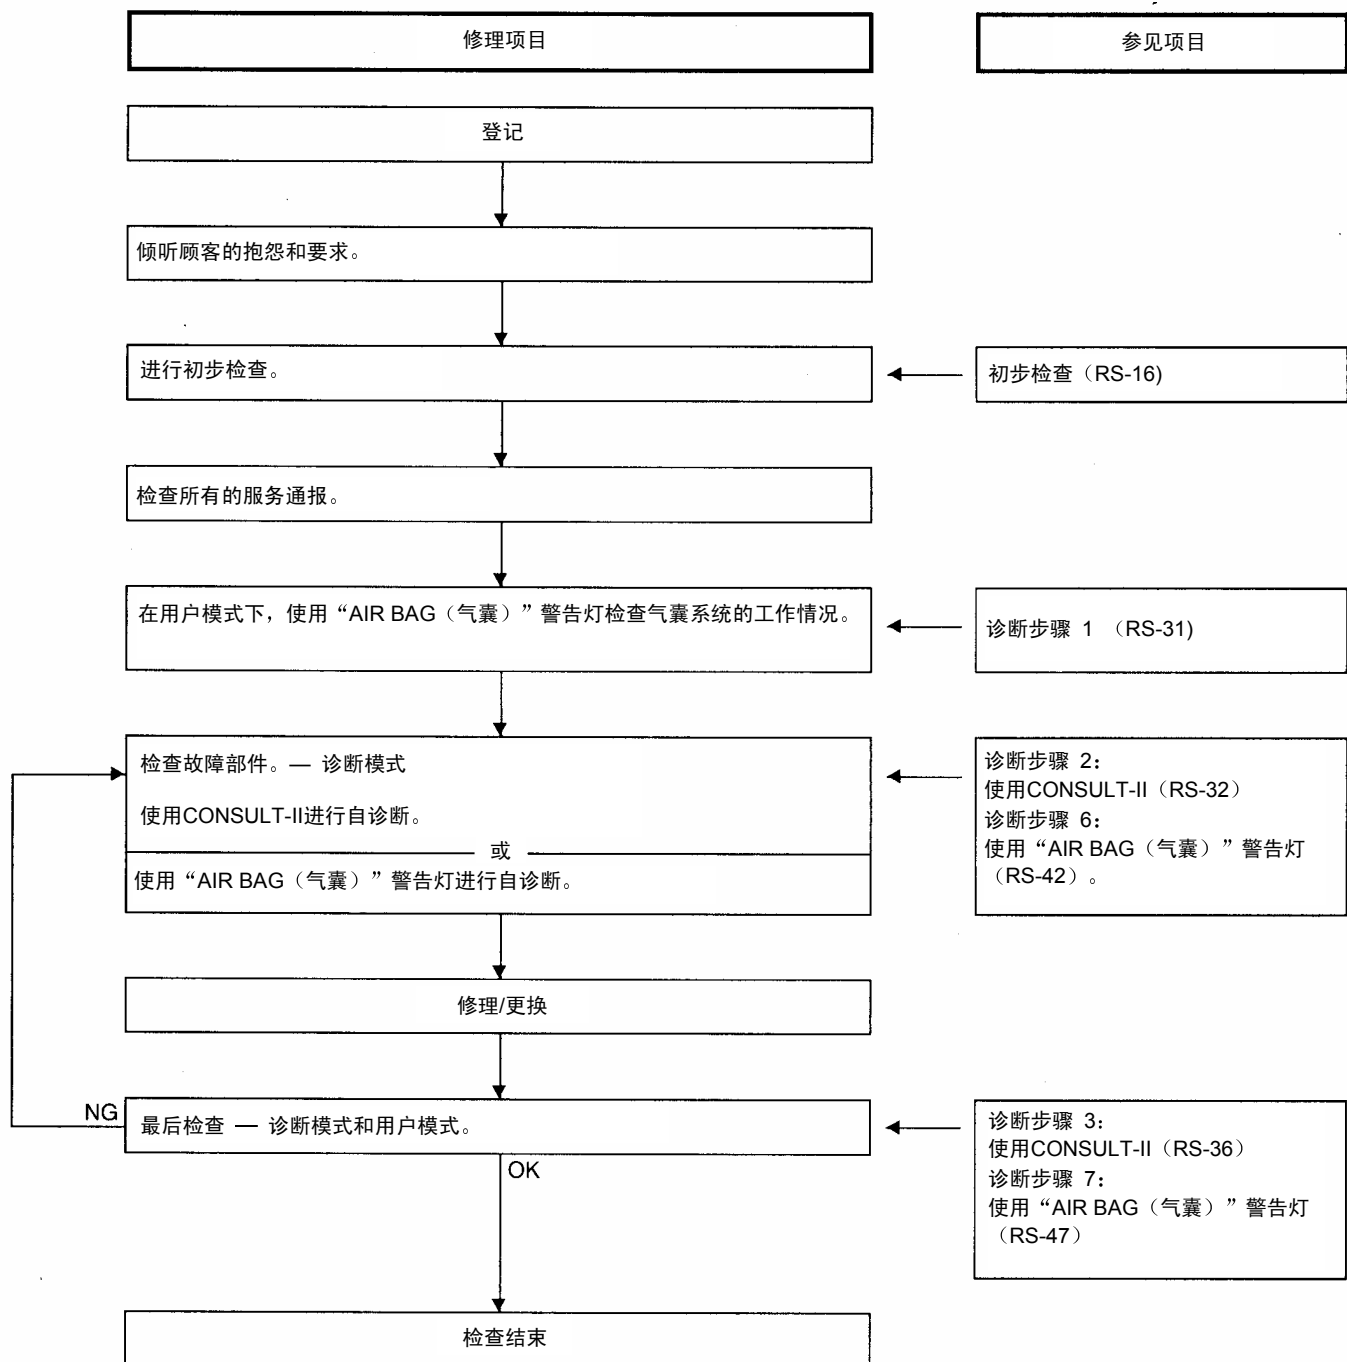 修理项目
参见项目
登记
倾听顾客的抱怨和要求。
进行初步检查。
初步检查（RS-16)
检查所有的服务通报。
在用户模式下，使用“AIR BAG（气囊）”警告灯检查气囊系统的工作情况。
诊断步骤 1 （RS-31)
检查故障部件。— 诊断模式
使用CONSULT-II进行自诊断。
或
使用“AIR BAG（气囊）”警告灯进行自诊断。
诊断步骤 2：
使用CONSULT-II（RS-32）
诊断步骤 6：
使用“AIR BAG（气囊）”警告灯
（RS-42）。
修理/更换
NG
最后检查 — 诊断模式和用户模式。
OK
诊断步骤 3：
使用CONSULT-II（RS-36）
诊断步骤 7：
使用“AIR BAG（气囊）”警告灯
（RS-47）
检查结束